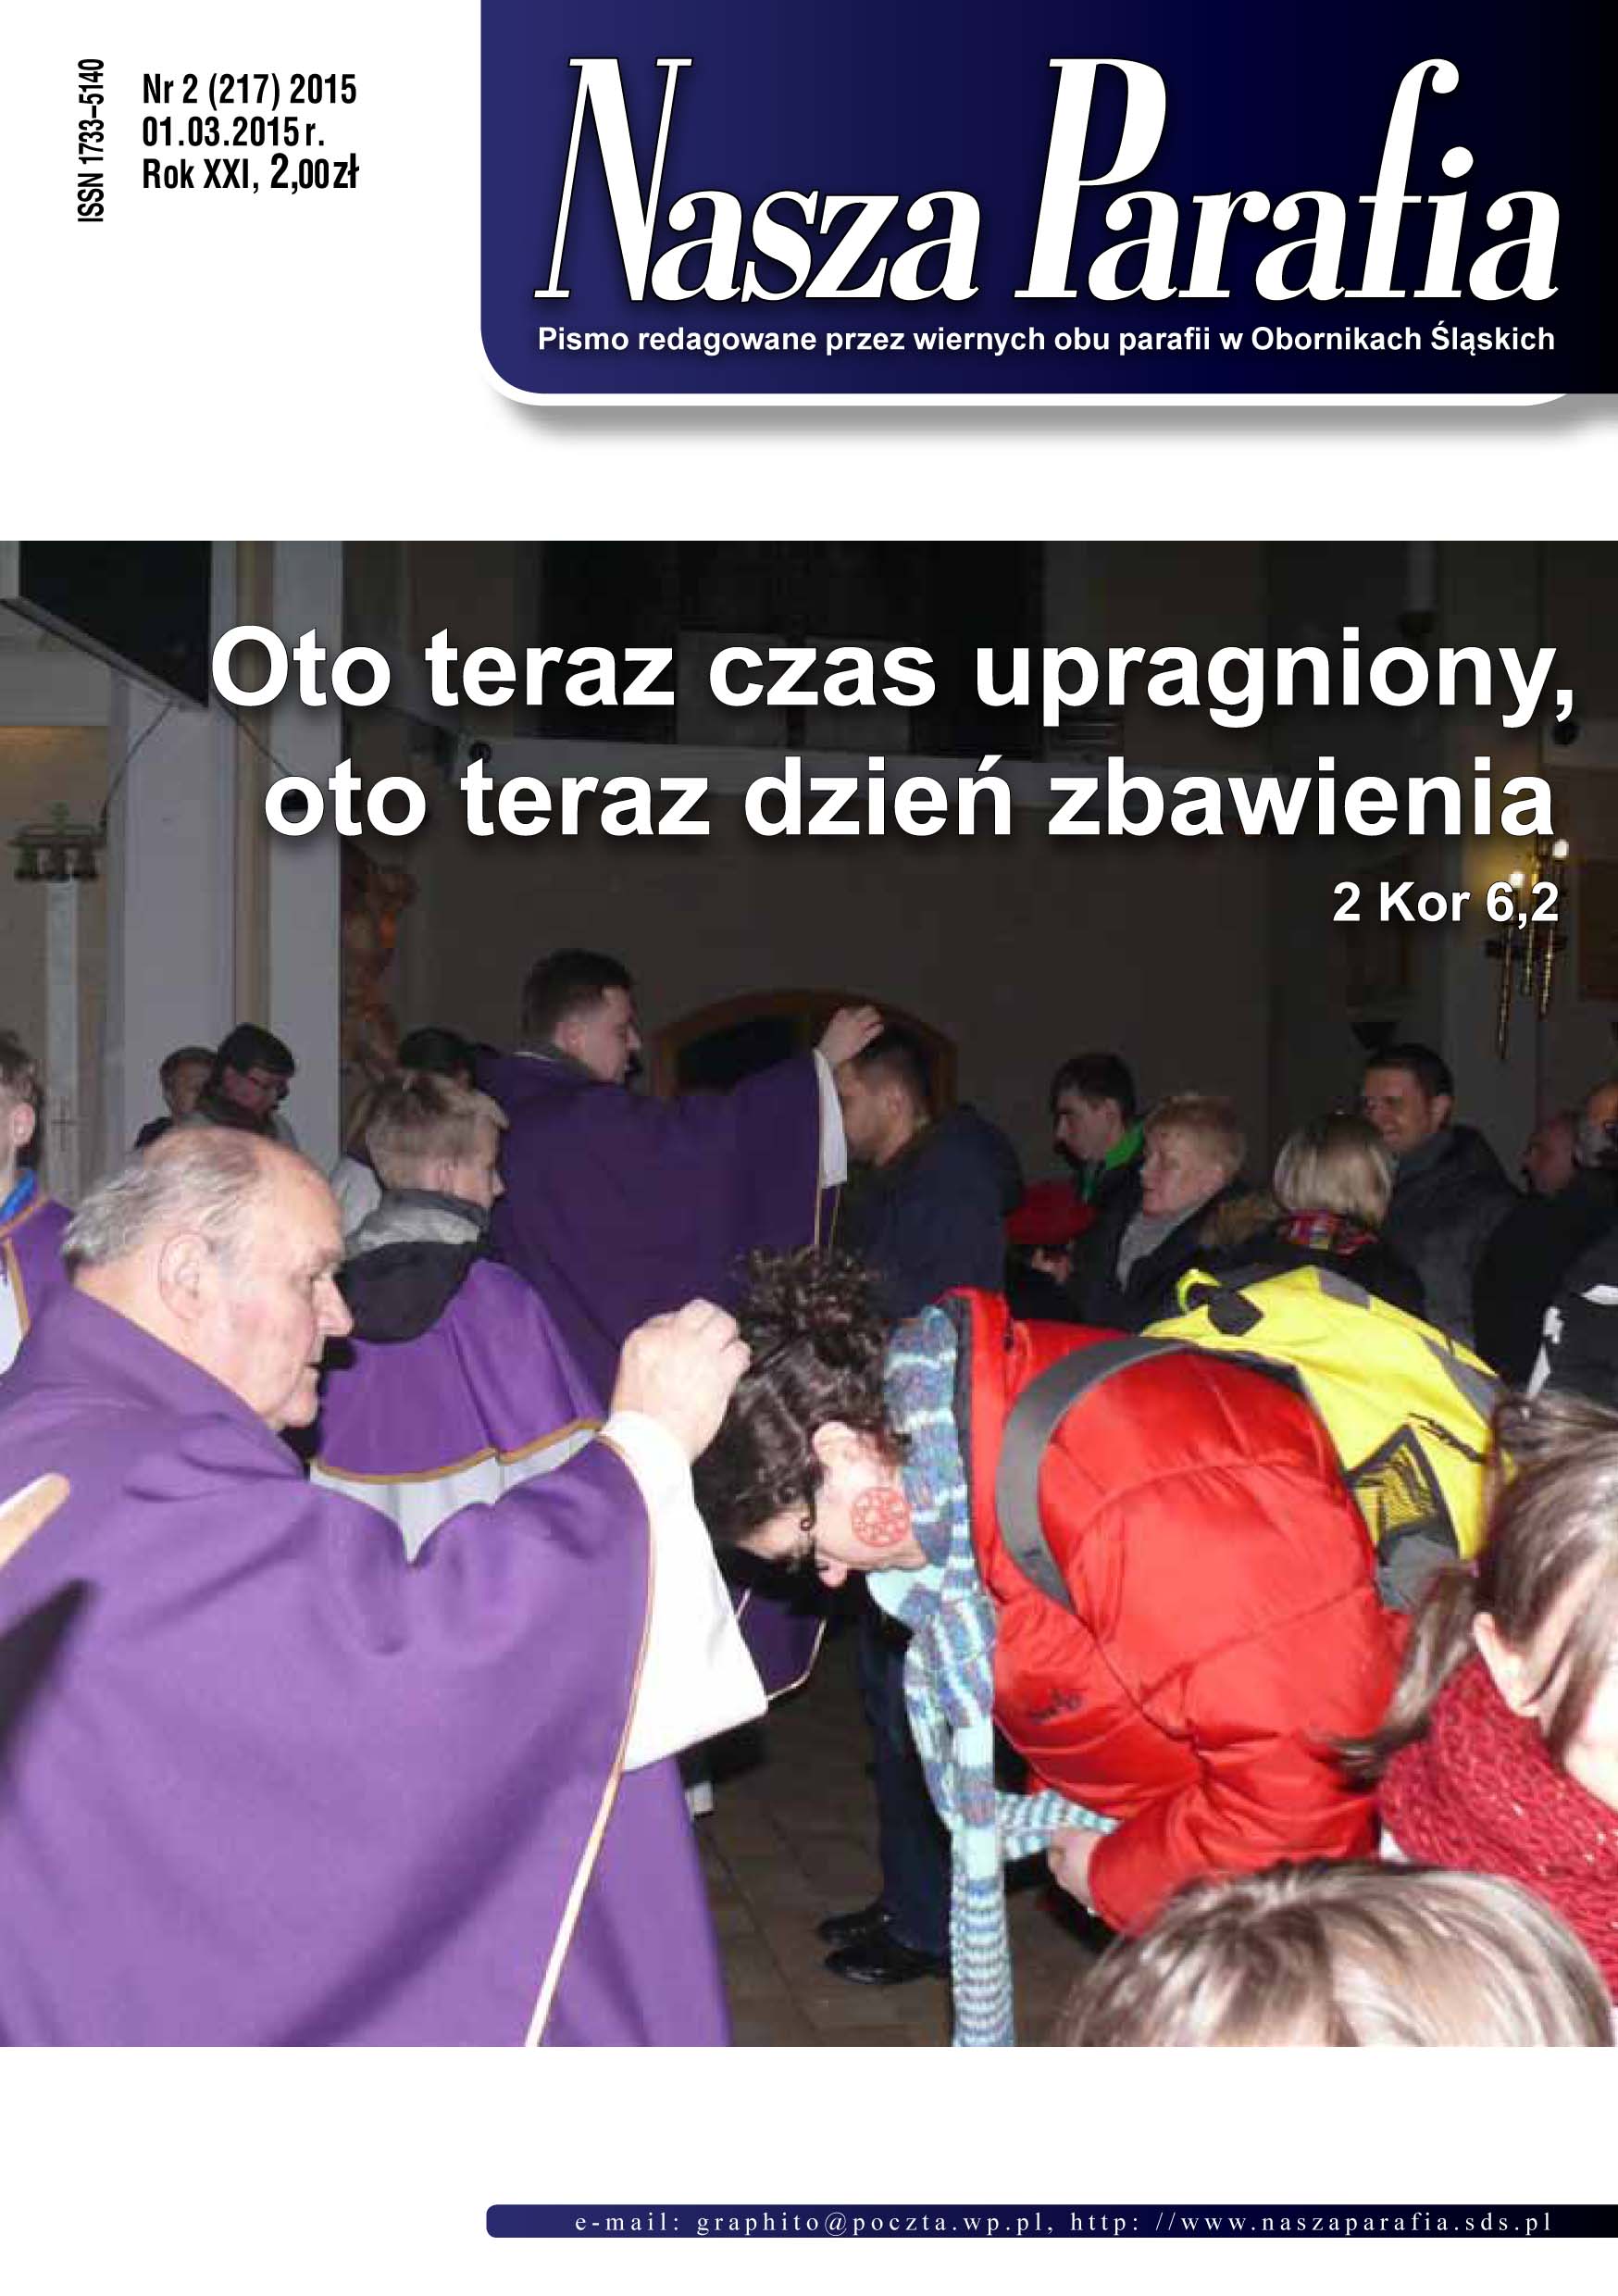 ISSN 1733–5140
Nr 2 (217) 2015
01.03.2015 r.
Rok XXI, 2,00 zł
Nasza Parafia
Pismo redagowane przez wiernych obu parafii w Obornikach Śląskich
Oto teraz czas upragniony,
oto teraz dzień zbawienia
2 Kor 6,2
e-mail: graphito@poczta.wp.pl, http: //www.naszaparafia.sds.pl